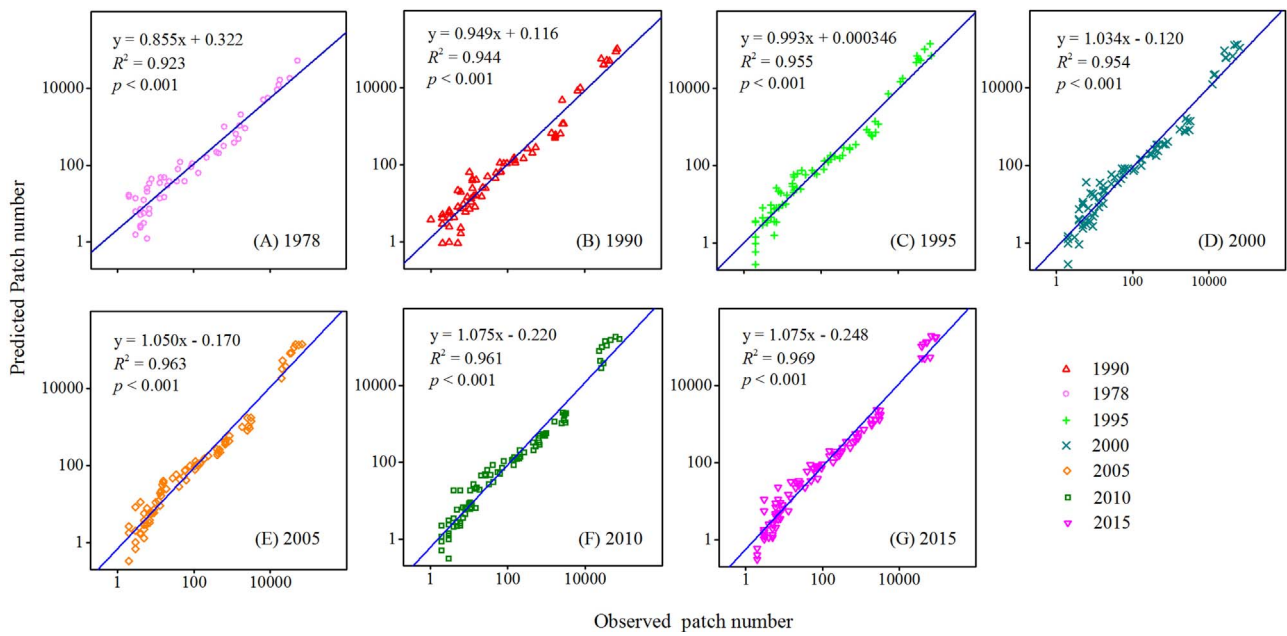 y = 0.855x + 0.322
R² = 0.923
p < 0.001
10000
100
1
(A) 1978
y = 0.949x + 0.116
R² = 0.944
p < 0.001
10000
100
1
(B) 1990
y = 0.993x + 0.000346
R² = 0.955
p < 0.001
10000
100
1
(C) 1995
1 100 10000
y = 1.034x - 0.120
R² = 0.954
p < 0.001
10000
100
1
(D) 2000
1 100 10000
Predicted Patch number
y = 1.050x - 0.170
R² = 0.963
p < 0.001
10000
100
1
(E) 2005
1 100 10000
y = 1.075x - 0.220
R² = 0.961
p < 0.001
10000
100
1
(F) 2010
1 100 10000
y = 1.075x - 0.248
R² = 0.969
p < 0.001
10000
100
1
(G) 2015
1 100 10000
1990
1978
1995
2000
2005
2010
2015
Observed patch number